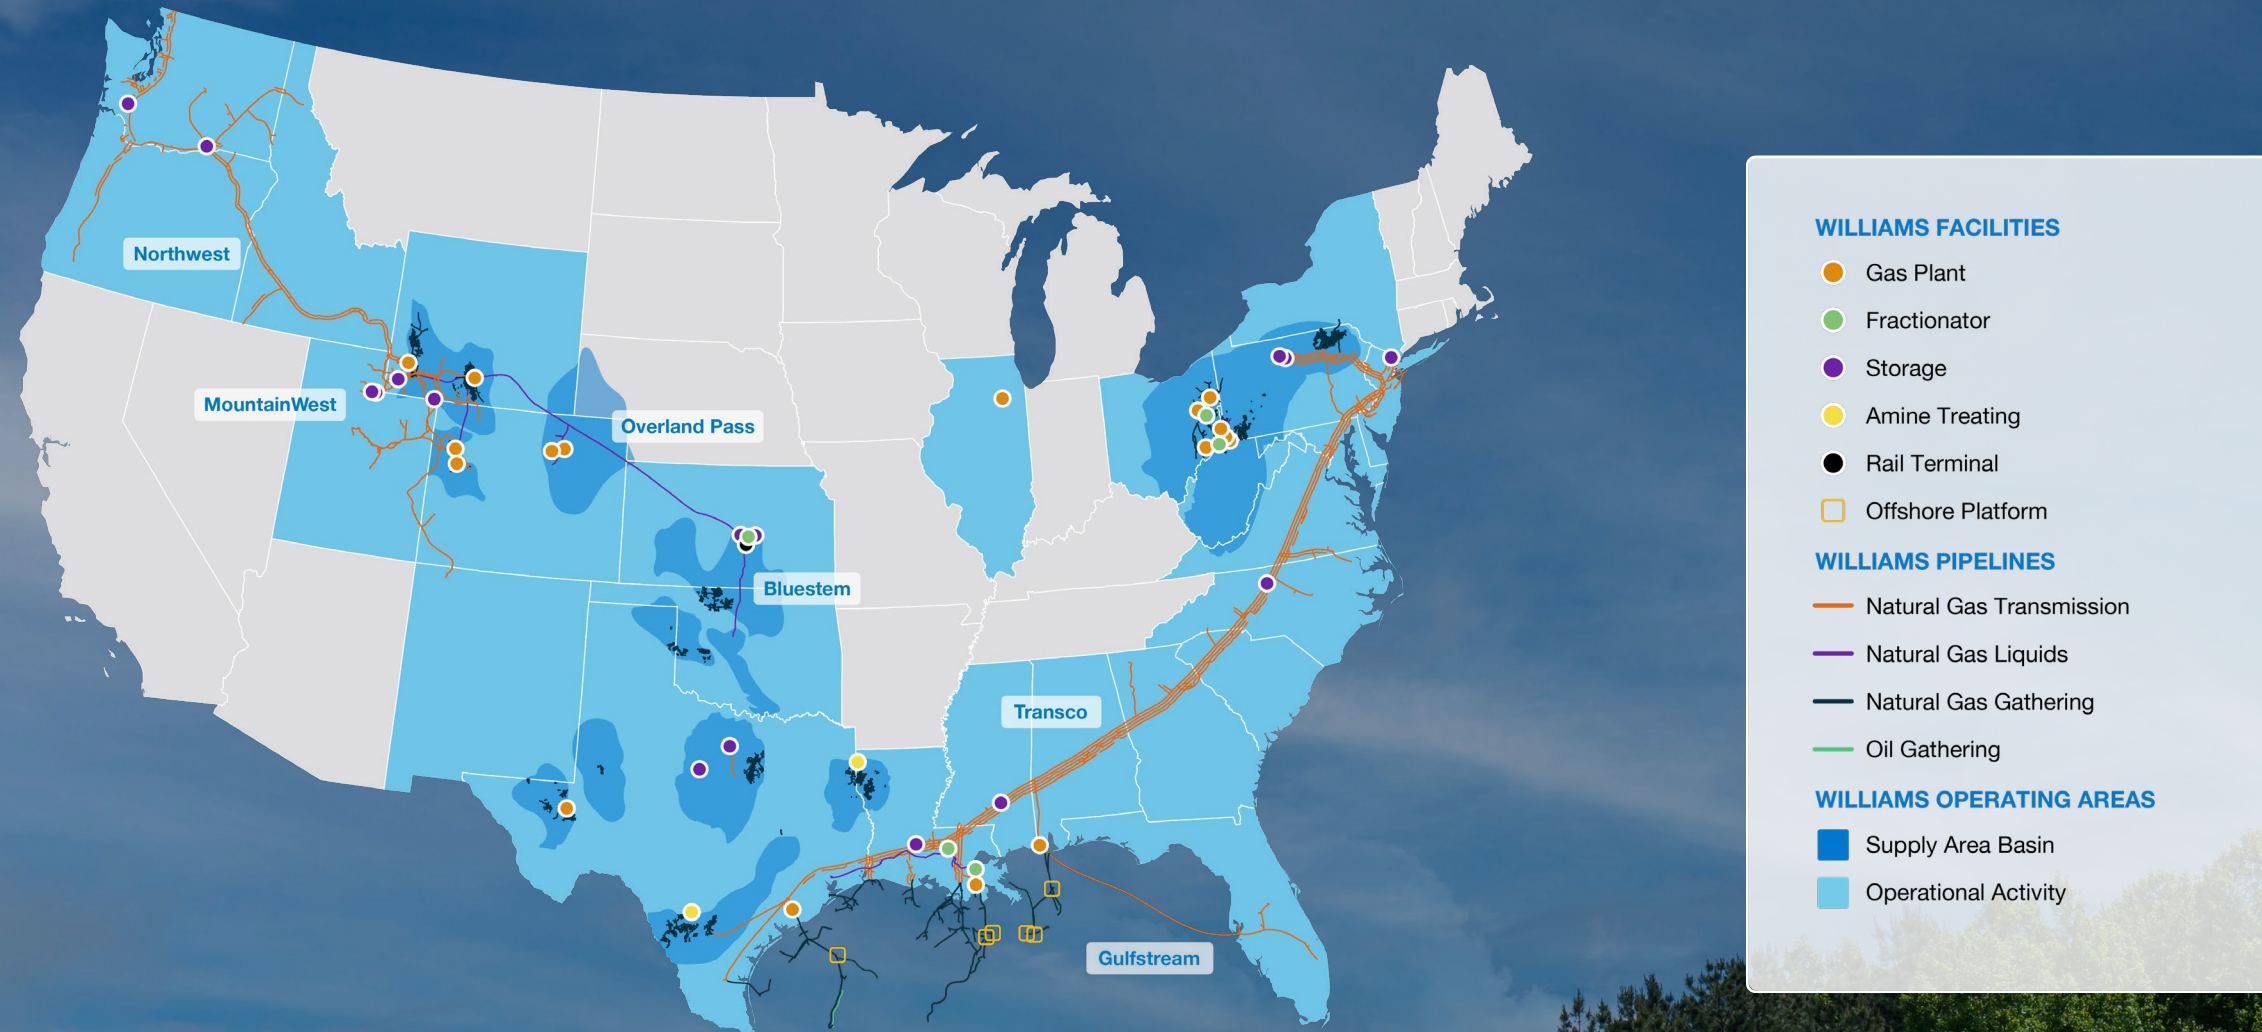 Northwest
MountainWest
Overland Pass
Bluestem
Transco
Gulfstream
WILLIAMS FACILITIES
Gas Plant
Fractionator
Storage
Amine Treating
Rail Terminal
Offshore Platform
WILLIAMS PIPELINES
Natural Gas Transmission
Natural Gas Liquids
Natural Gas Gathering
Oil Gathering
WILLIAMS OPERATING AREAS
Supply Area Basin
Operational Activity